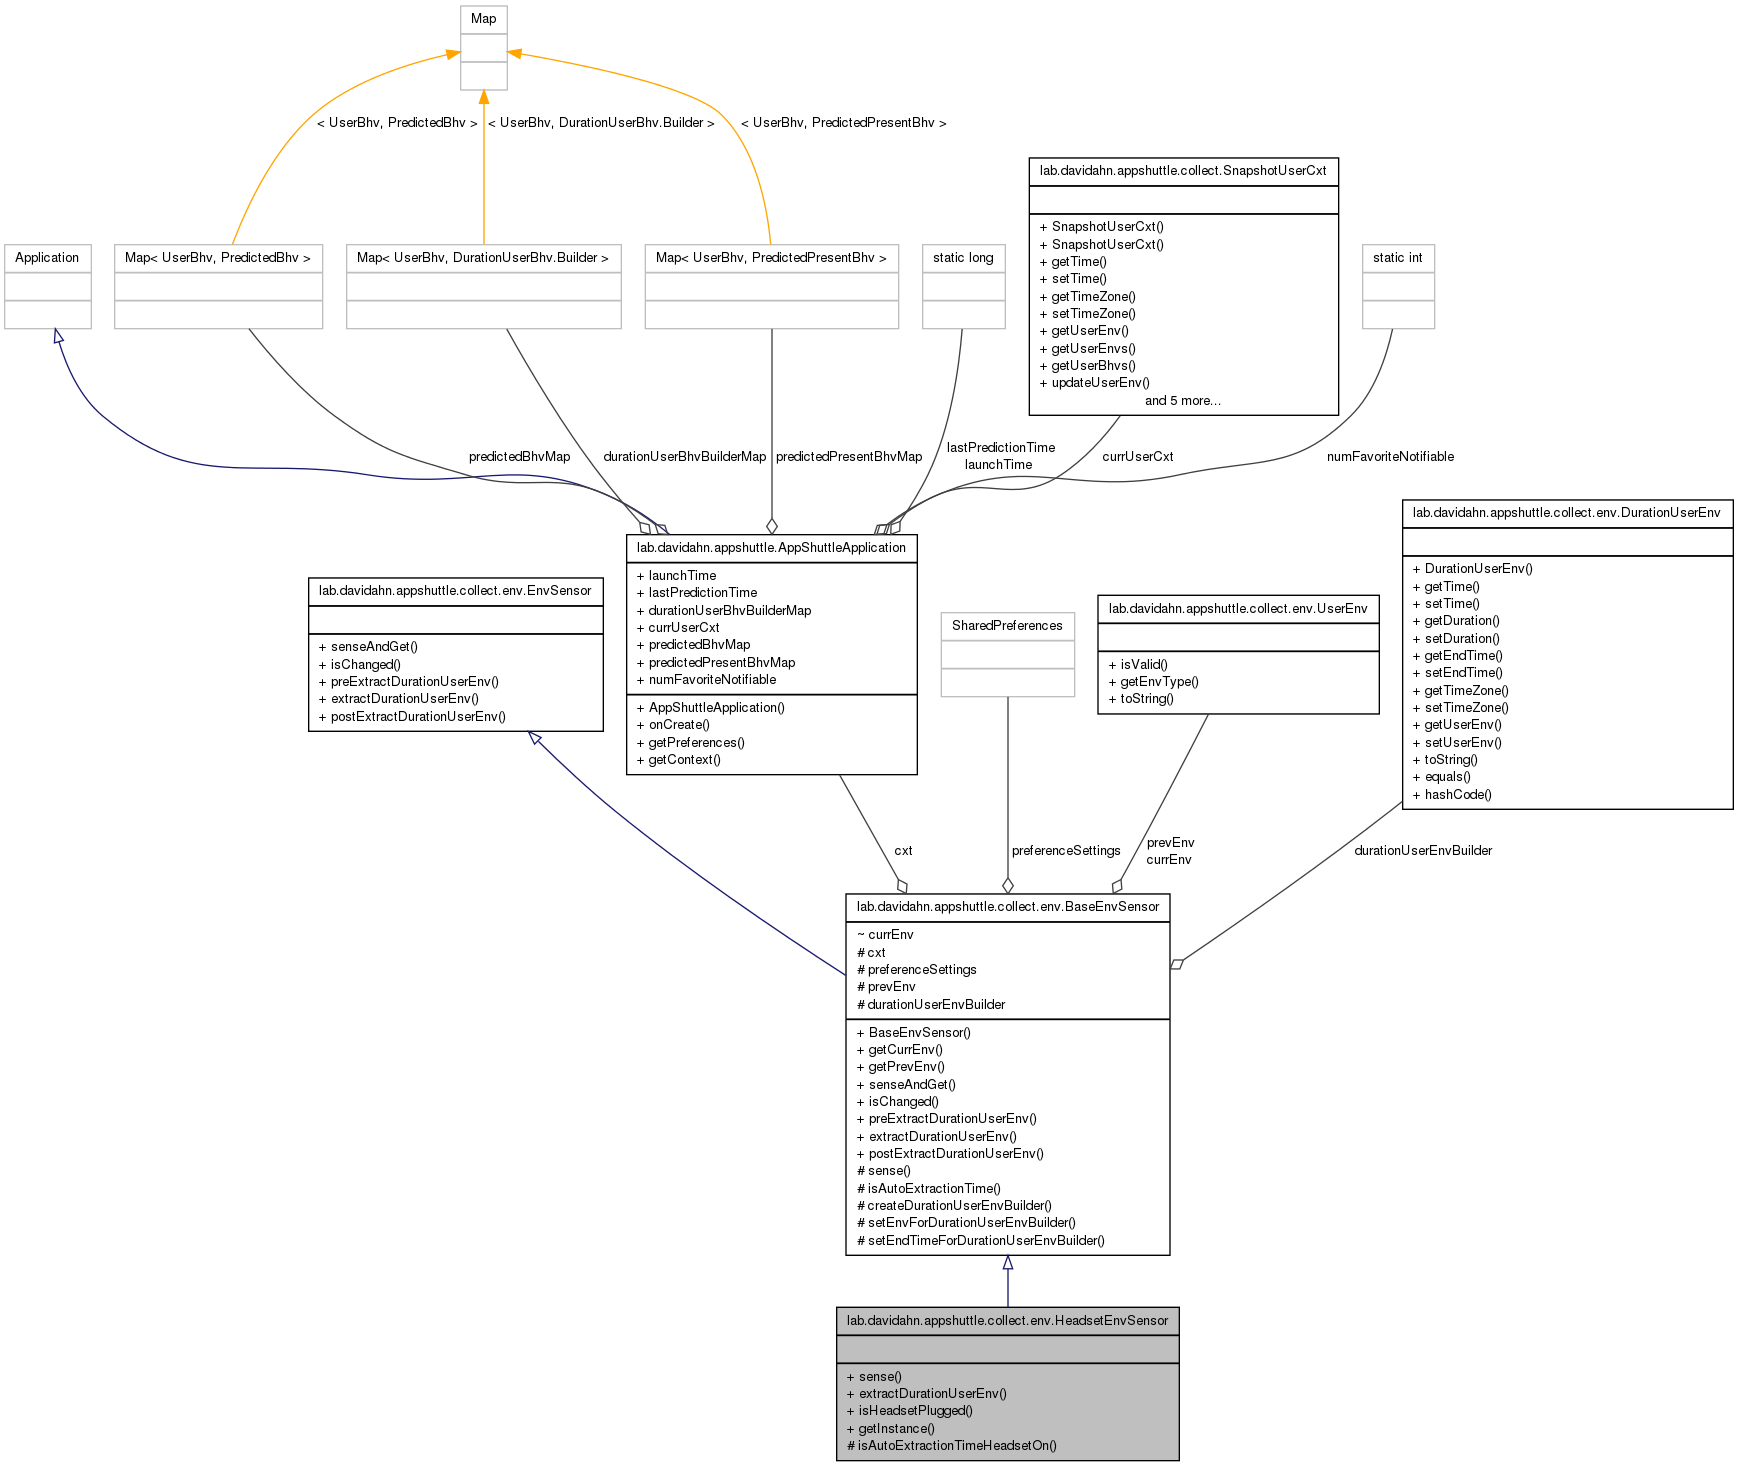 Map
< UserBhv, PredictedBhv >
< UserBhv, DurationUserBhv.Builder >
< UserBhv, PredictedPresentBhv >
lab.davidahn.appshuttle.collect.SnapshotUserCxt
+ SnapshotUserCxt()
+ SnapshotUserCxt()
+ getTime()
+ setTime()
+ getTimeZone()
+ setTimeZone()
+ getUserEnv()
+ getUserEnvs()
+ getUserBhvs()
+ updateUserEnv()
and 5 more...
Application
Map< UserBhv, PredictedBhv >
Map< UserBhv, DurationUserBhv.Builder >
Map< UserBhv, PredictedPresentBhv >
static long
static int
predictedBhvMap
durationUserBhvBuilderMap
predictedPresentBhvMap
lastPredictionTime
launchTime
currUserCxt
numFavoriteNotifiable
lab.davidahn.appshuttle.collect.env.EnvSensor
+ senseAndGet()
+ isChanged()
+ preExtractDurationUserEnv()
+ extractDurationUserEnv()
+ postExtractDurationUserEnv()
lab.davidahn.appshuttle.AppShuttleApplication
+ launchTime
+ lastPredictionTime
+ durationUserBhvBuilderMap
+ currUserCxt
+ predictedBhvMap
+ predictedPresentBhvMap
+ numFavoriteNotifiable
+ AppShuttleApplication()
+ onCreate()
+ getPreferences()
+ getContext()
SharedPreferences
lab.davidahn.appshuttle.collect.env.UserEnv
+ isValid()
+ getEnvType()
+ toString()
lab.davidahn.appshuttle.collect.env.DurationUserEnv
+ DurationUserEnv()
+ getTime()
+ setTime()
+ getDuration()
+ setDuration()
+ getEndTime()
+ setEndTime()
+ getTimeZone()
+ setTimeZone()
+ getUserEnv()
+ setUserEnv()
+ toString()
+ equals()
+ hashCode()
cxt
preferenceSettings
prevEnv
currEnv
durationUserEnvBuilder
lab.davidahn.appshuttle.collect.env.BaseEnvSensor
~ currEnv
# cxt
# preferenceSettings
# prevEnv
# durationUserEnvBuilder
+ BaseEnvSensor()
+ getCurrEnv()
+ getPrevEnv()
+ senseAndGet()
+ isChanged()
+ preExtractDurationUserEnv()
+ extractDurationUserEnv()
+ postExtractDurationUserEnv()
# sense()
# isAutoExtractionTime()
# createDurationUserEnvBuilder()
# setEnvForDurationUserEnvBuilder()
# setEndTimeForDurationUserEnvBuilder()
lab.davidahn.appshuttle.collect.env.HeadsetEnvSensor
+ sense()
+ extractDurationUserEnv()
+ isHeadsetPlugged()
+ getInstance()
# isAutoExtractionTimeHeadsetOn()